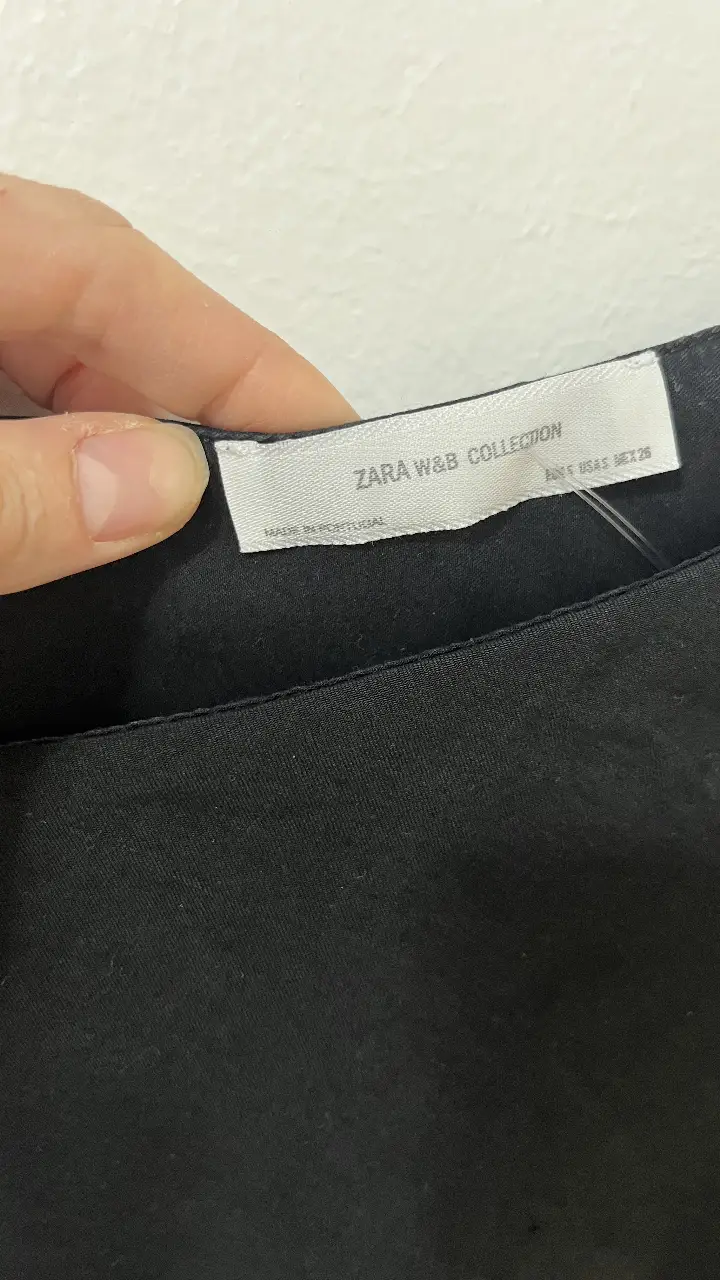 ZARA W&B COLLECTION
EUR S USA S MEX 26
MADE IN PORTUGAL